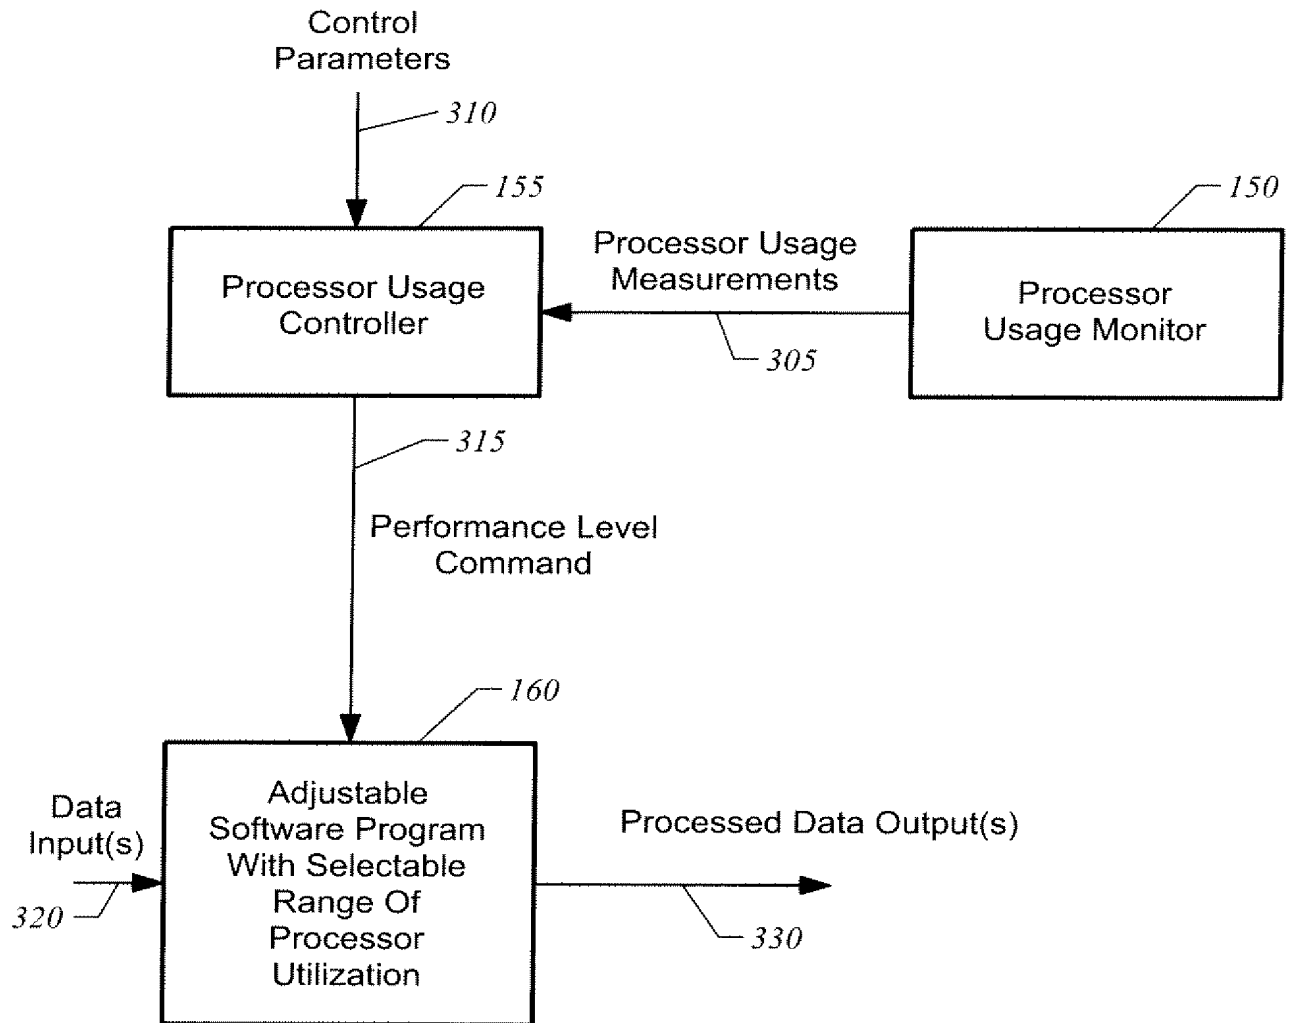 Control
Parameters
310
155
150
Processor Usage
Controller
Processor Usage
Measurements
Processor
Usage Monitor
305
315
Performance Level
Command
160
Data
Input(s)
320
Adjustable
Software Program
With Selectable
Range Of
Processor
Utilization
Processed Data Output(s)
330